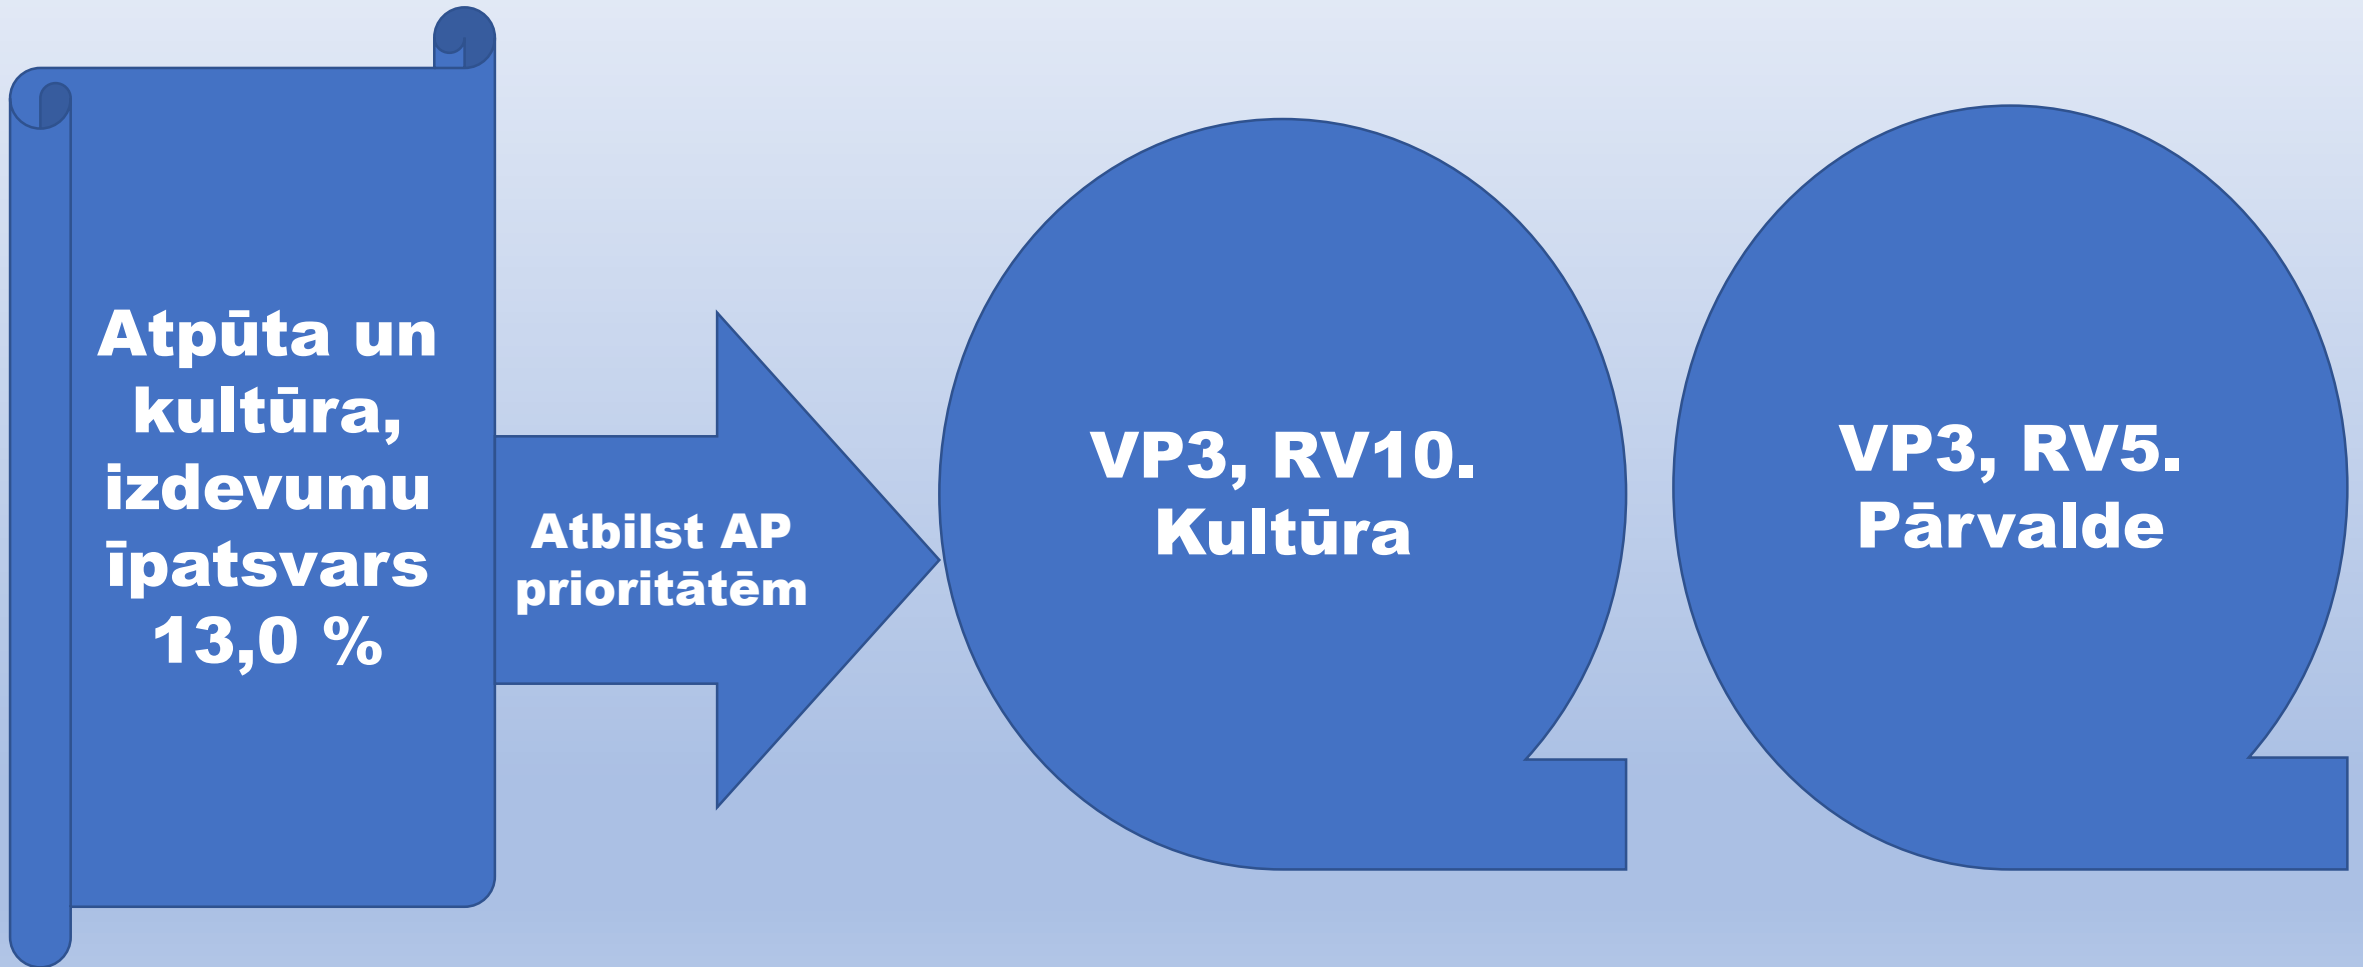 Atpūta un
kultūra,
izdevumu
īpatsvars
13,0 %
Atbilst AP
prioritātēm
VP3, RV10.
Kultūra
VP3, RV5.
Pārvalde